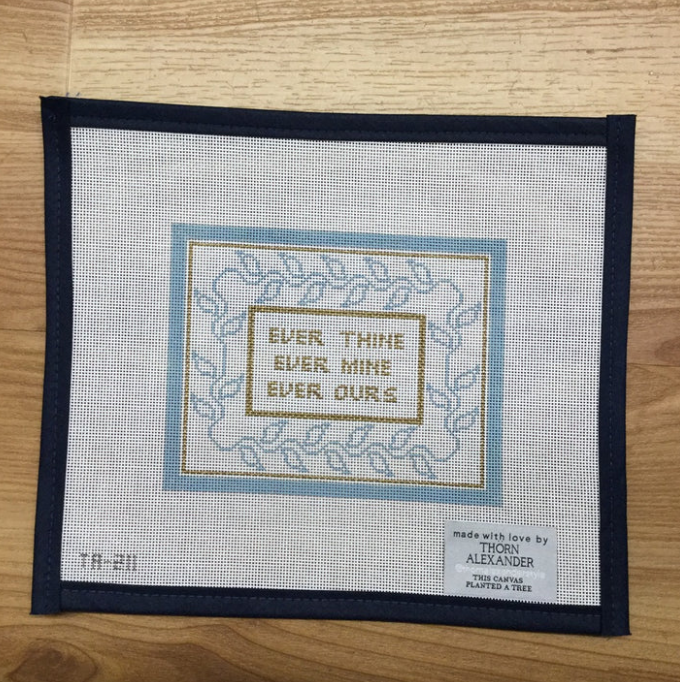 EVER THINE
EVER MINE
EVER OURS
TA-211
made with love by
THORN
ALEXANDER
THIS CANVAS
PLANTED A TREE